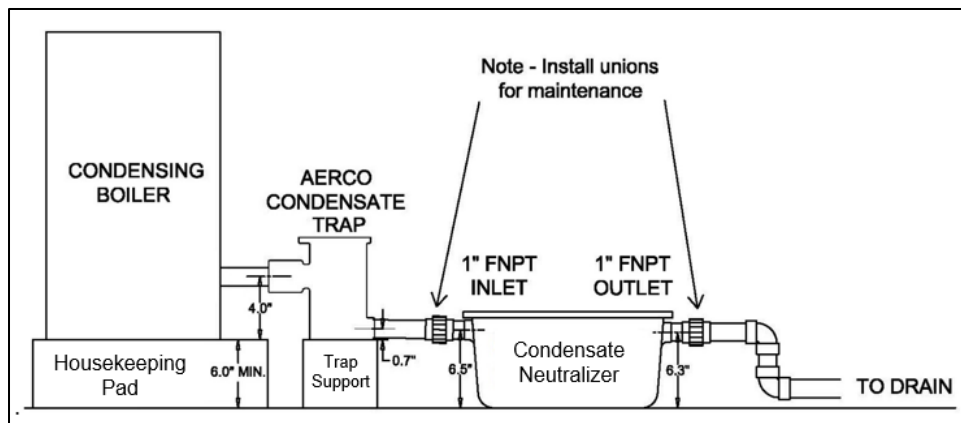 Note - Install unions
for maintenance
CONDENSING
BOILER
AERCO
CONDENSATE
TRAP
1" FNPT
INLET
1" FNPT
OUTLET
4.0"
Housekeeping
Pad
6.0" MIN.
Trap
Support
0.7"
6.5"
Condensate
Neutralizer
6.3"
TO DRAIN